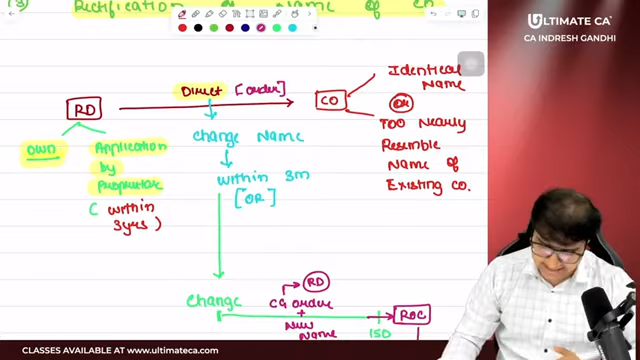 (3) Rectification of Name of CO
ULTIMATE CA
CA INDRESH GANDHI
Direct [order]
RD
CO
Identical
Name
OR
TOO Nearly
Resemble
Name of
Existing Co.
own
Application
by
Proprietor
( within
3yrs )
Change Name
within 3m
[OR]
RD
Change
CG order
+
New
Name
15D
ROC
CLASSES AVAILABLE AT www.ultimateca.com